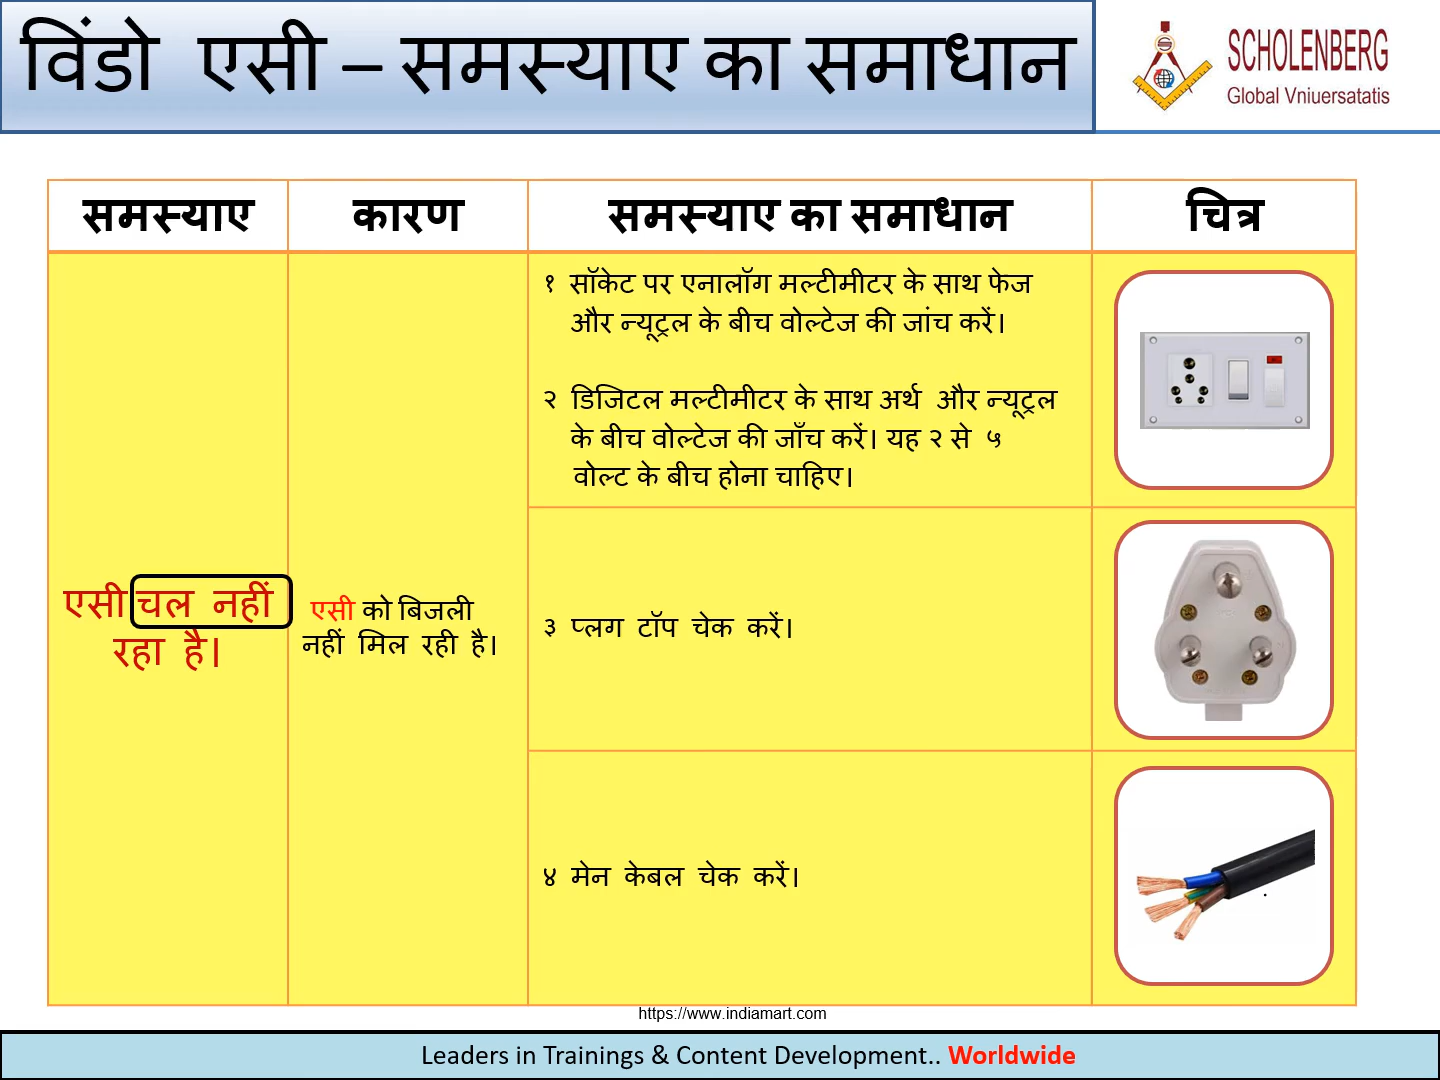 विंडो एसी – समस्याए का समाधान
SCHOLENBERG
Global Vniuersatatis
समस्याए
कारण
समस्याए का समाधान
चित्र
एसी चल नहीं
रहा है।
एसी को बिजली
नहीं मिल रही है।
१ सॉकेट पर एनालॉग मल्टीमीटर के साथ फेज
और न्यूट्रल के बीच वोल्टेज की जांच करें।
२ डिजिटल मल्टीमीटर के साथ अर्थ और न्यूट्रल
के बीच वोल्टेज की जाँच करें। यह २ से ५
वोल्ट के बीच होना चाहिए।
३ प्लग टॉप चेक करें।
४ मेन केबल चेक करें।
https://www.indiamart.com
Leaders in Trainings & Content Development.. Worldwide